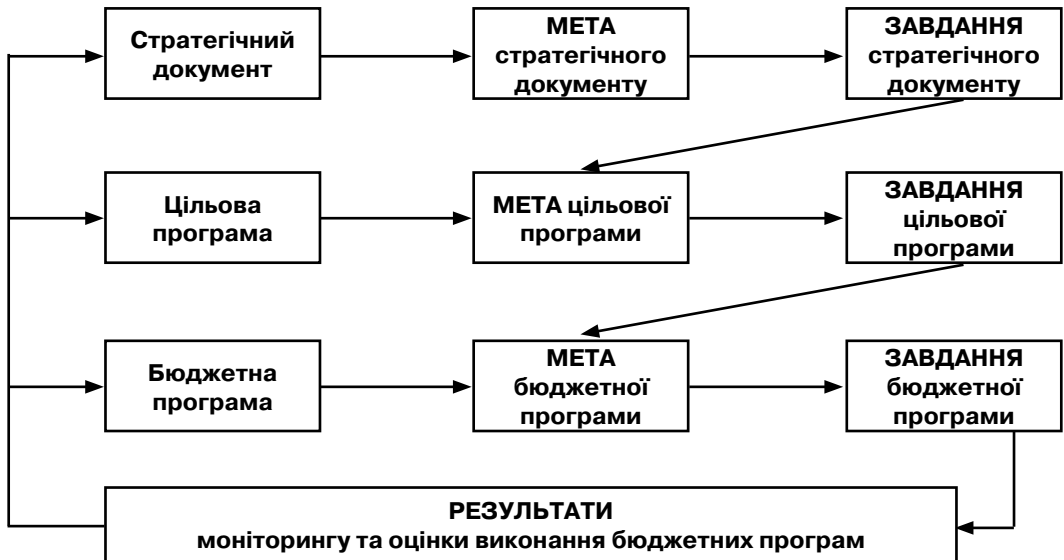 Стратегічний
документ
МЕТА
стратегічного
документу
ЗАВДАННЯ
стратегічного
документу
Цільова
програма
МЕТА цільової
програми
ЗАВДАННЯ
цільової
програми
Бюджетна
програма
МЕТА
бюджетної
програми
ЗАВДАННЯ
бюджетної
програми
РЕЗУЛЬТАТИ
моніторингу та оцінки виконання бюджетних програм